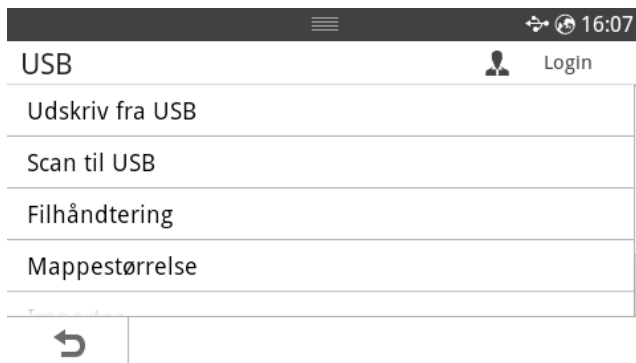 16:07
USB Login
Udskriv fra USB
Scan til USB
Filhåndtering
Mappestørrelse